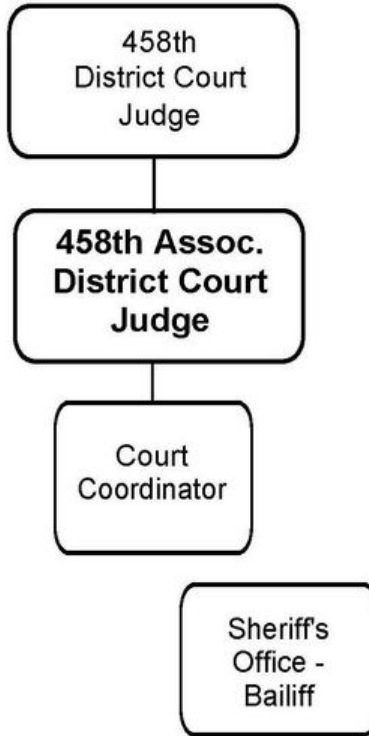 458th
District Court
Judge
458th Assoc.
District Court
Judge
Court
Coordinator
Sheriff's
Office -
Bailiff